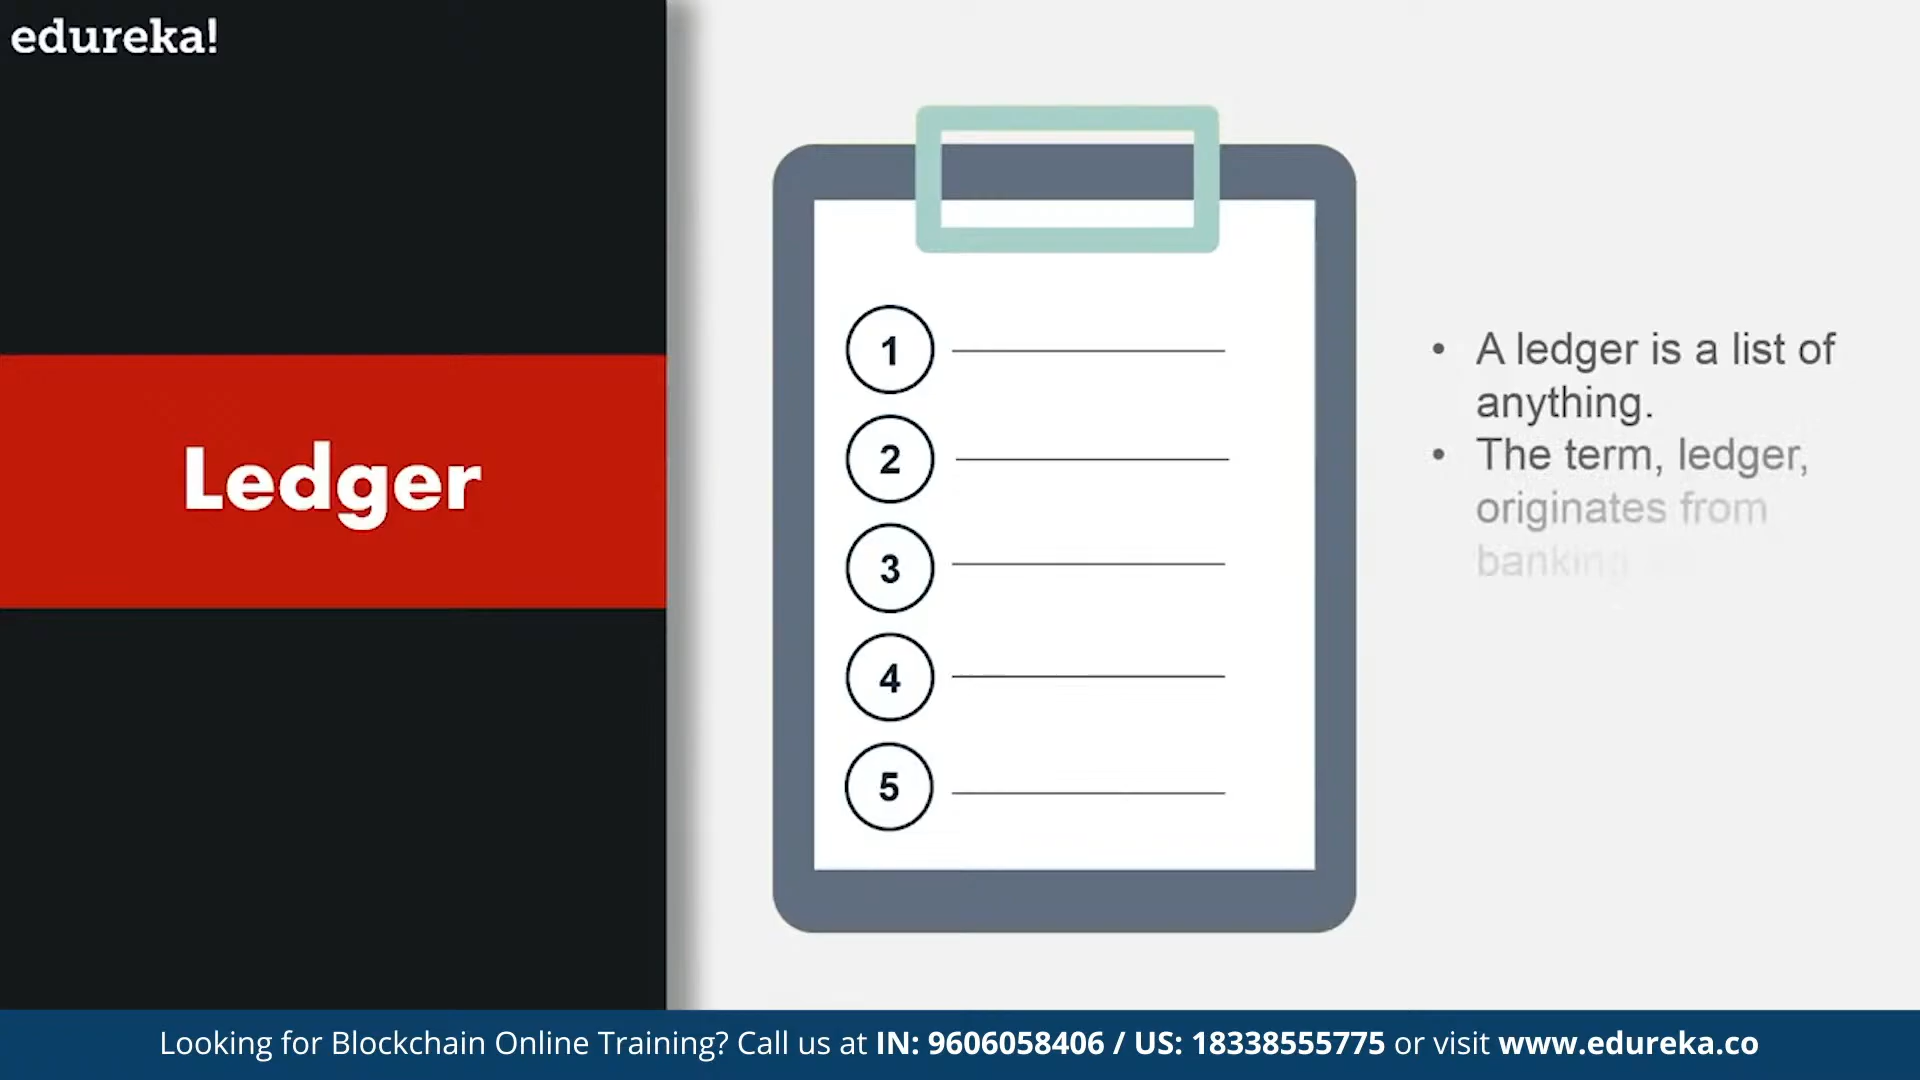 edureka!
Ledger
1
2
3
4
5
• A ledger is a list of
anything.
• The term, ledger,
originates from
banking
Looking for Blockchain Online Training? Call us at IN: 9606058406 / US: 18338555775 or visit www.edureka.co